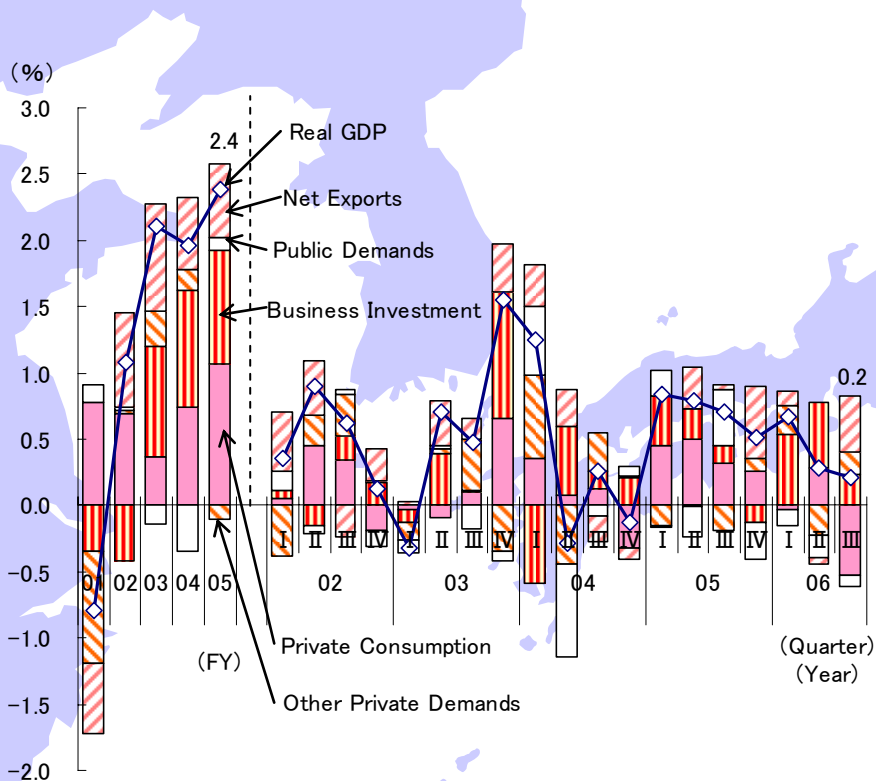 (%)
3.0
2.4
Real GDP
2.5
Net Exports
Public Demands
2.0
Business Investment
1.5
1.0
0.2
0.5
0.0
I II III IV I II III IV I II III IV I II III IV I II III
-0.5
01 02 03 04 05 02 03 04 05 06
-1.0
Private Consumption
(Quarter)
(FY)
(Year)
Other Private Demands
-1.5
-2.0